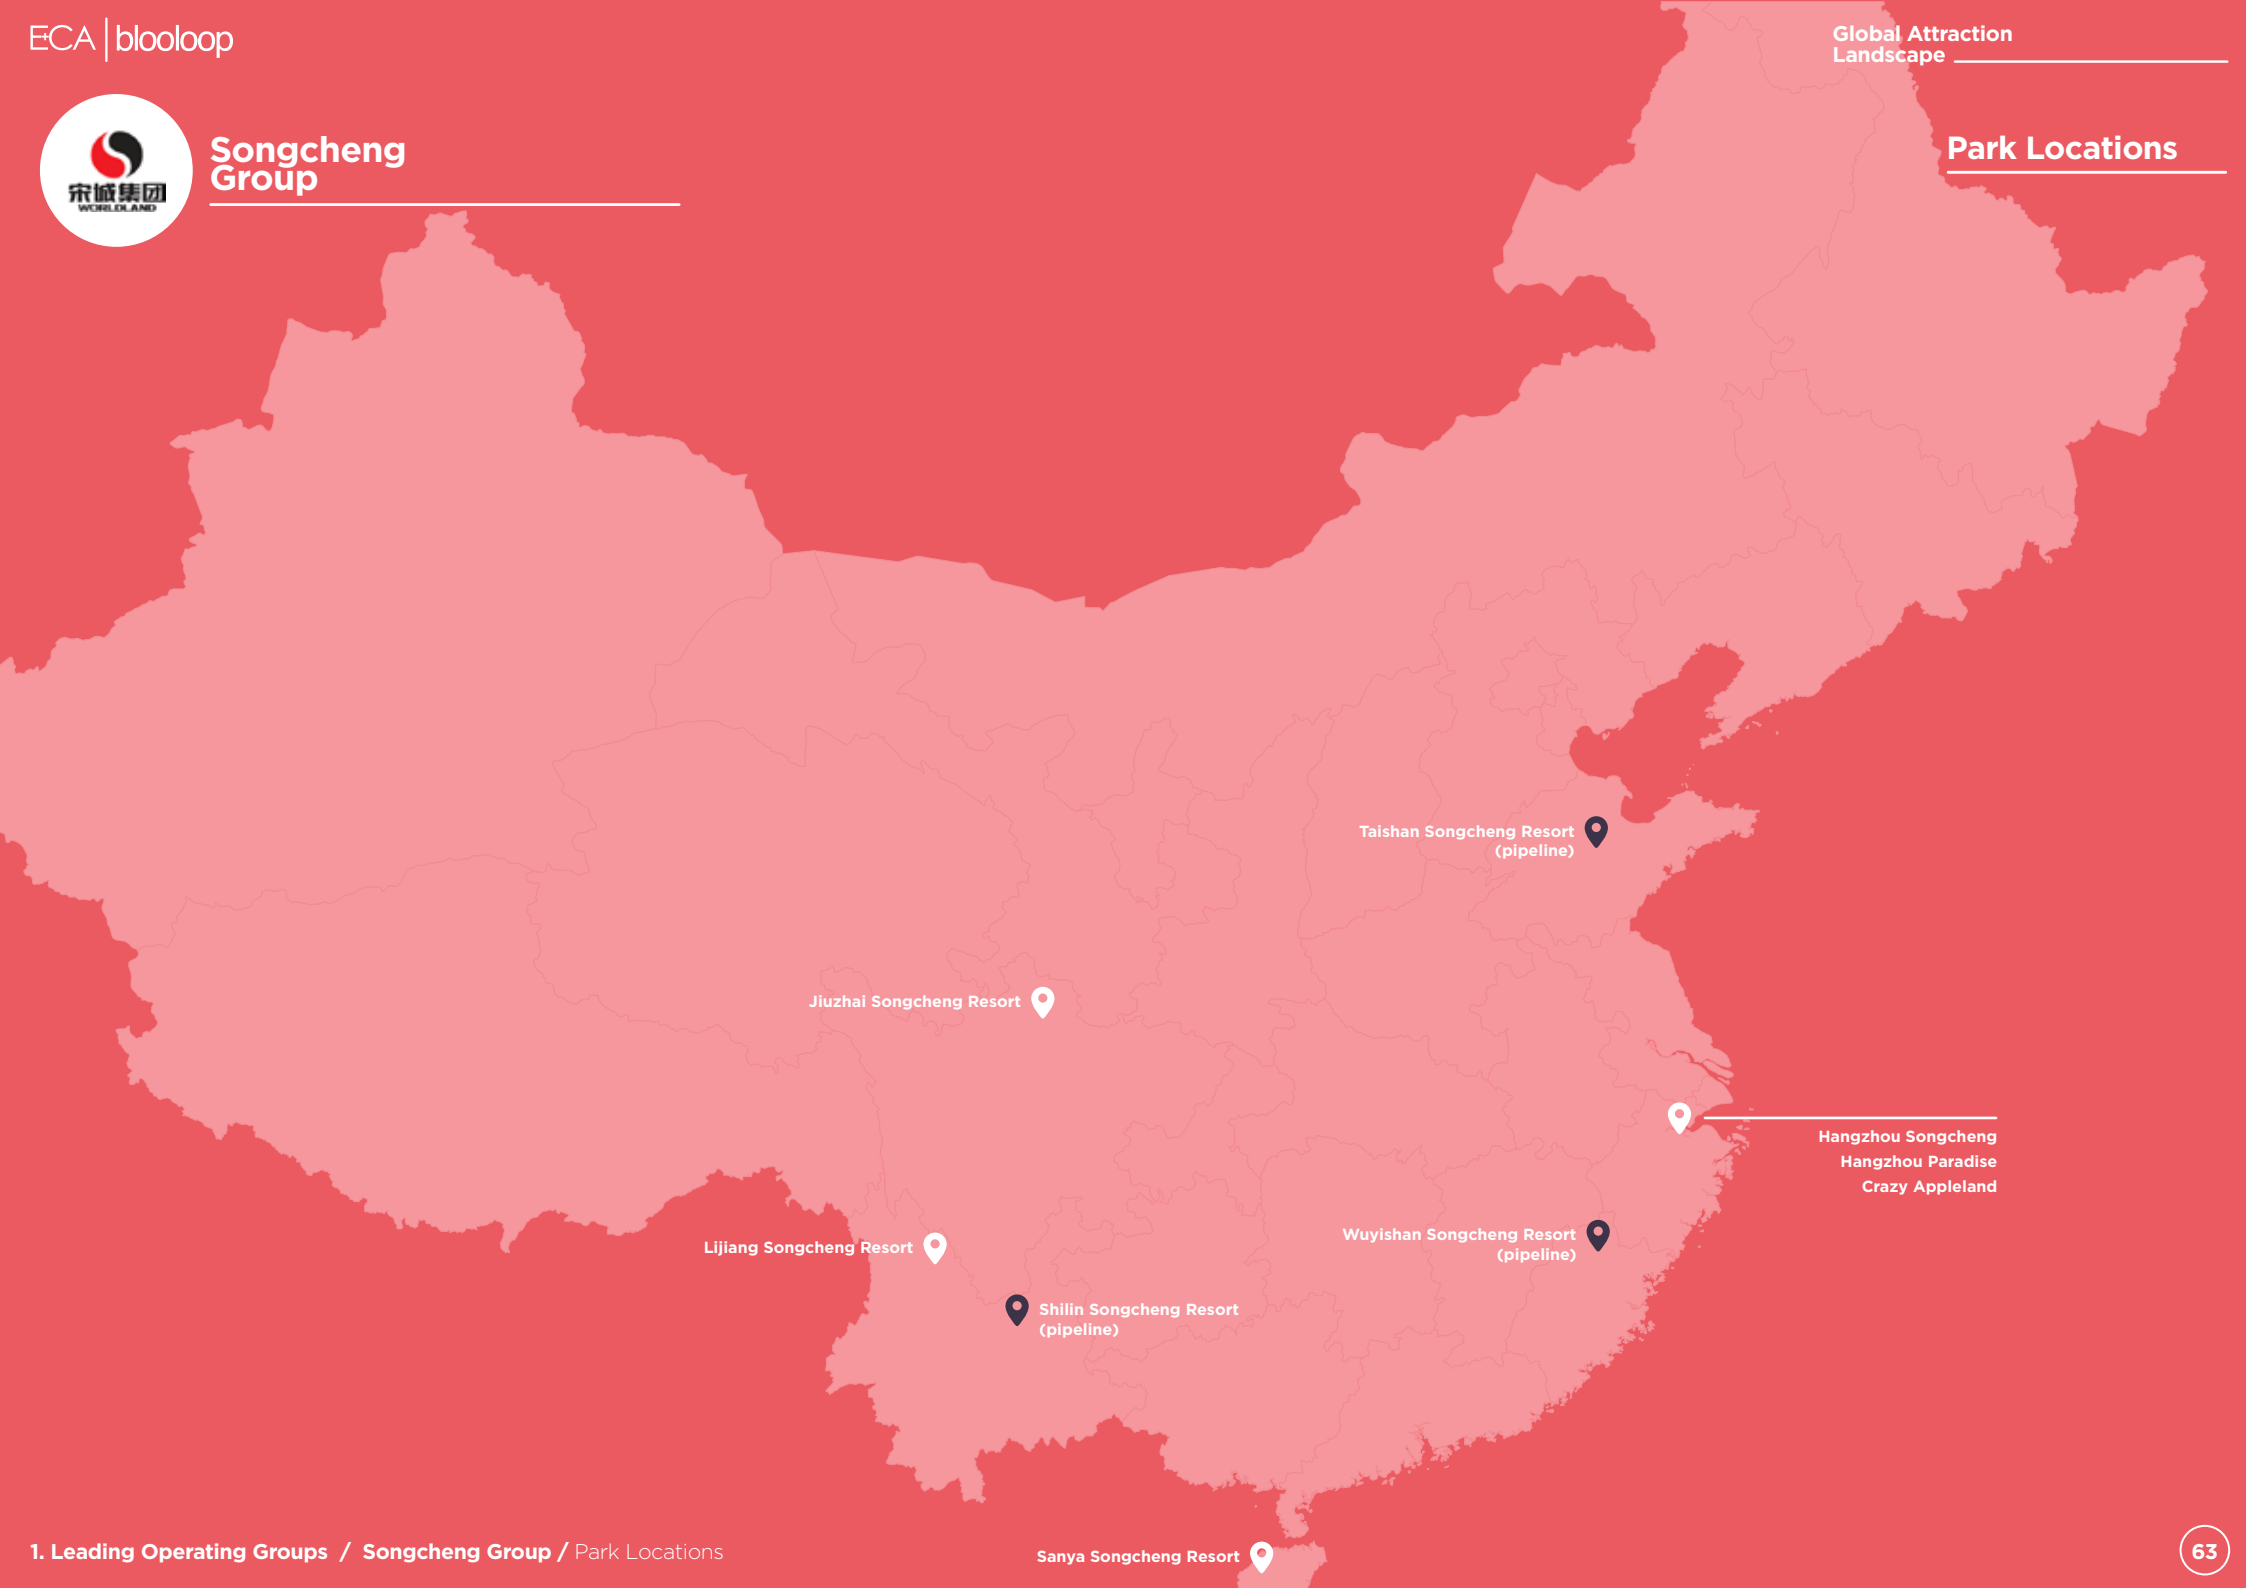 ECA blooloop
Global Attraction
Landscape
宋城集团
WORLDLAND
Songcheng
Group
Park Locations
Taishan Songcheng Resort
(pipeline)
Jiuzhai Songcheng Resort
Hangzhou Songcheng
Hangzhou Paradise
Crazy Appleland
Lijiang Songcheng Resort
Wuyishan Songcheng Resort
(pipeline)
Shilin Songcheng Resort
(pipeline)
Sanya Songcheng Resort
1. Leading Operating Groups / Songcheng Group / Park Locations
63